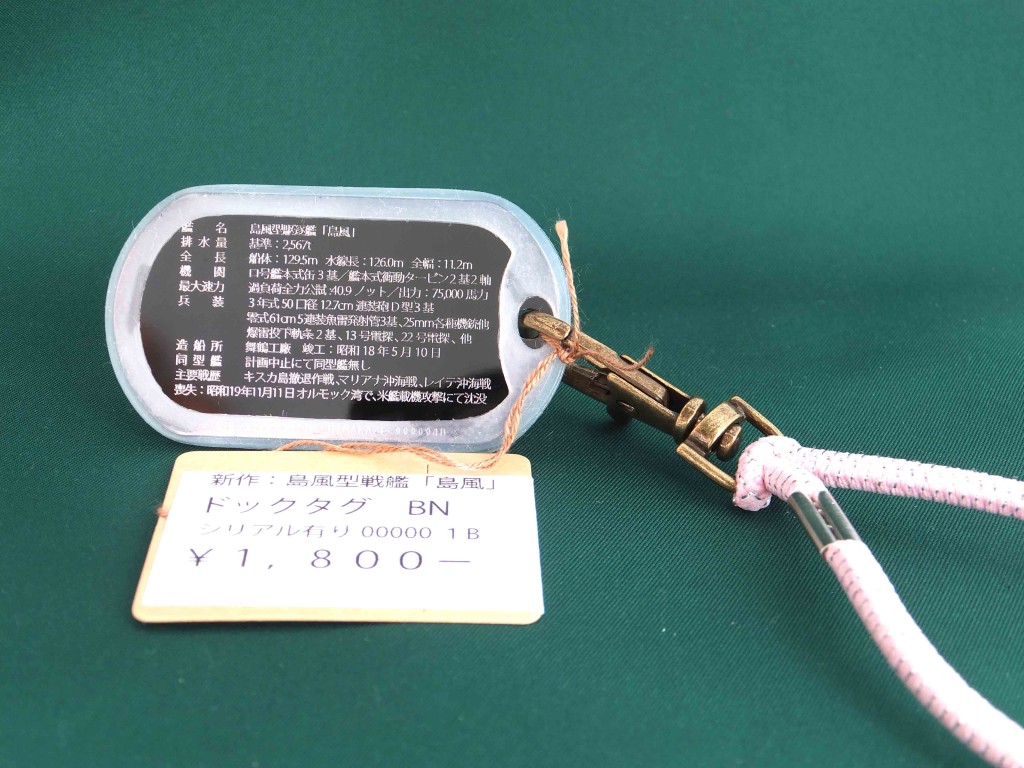 艦名 島風型駆逐艦「島風」
排水量 基準：2,567t
全長 船体：129.5m 水線長：126.0m 全幅：11.2m
機関 ロ号艦本式缶3基／艦本式衝動タービン2基2軸
最大速力 過負荷全力公試:40.9ノット／出力：75,000馬力
兵装 3年式50口径12.7cm連装砲D型3基
零式61cm5連装魚雷発射管3基、25mm各種機銃他
爆雷投下軌条2基、13号電探、22号電探、他
造船所 舞鶴工廠 竣工：昭和18年5月10日
同型艦 計画中止にて同型艦無し
主要戦歴 キスカ島撤退作戦、マリアナ沖海戦、レイテ沖海戦
喪失：昭和19年11月11日オルモック湾で、米艦載機攻撃にて沈没
新作：島風型戦艦「島風」
ドックタグ BN
シリアル有り 00000 1B
¥1,800－